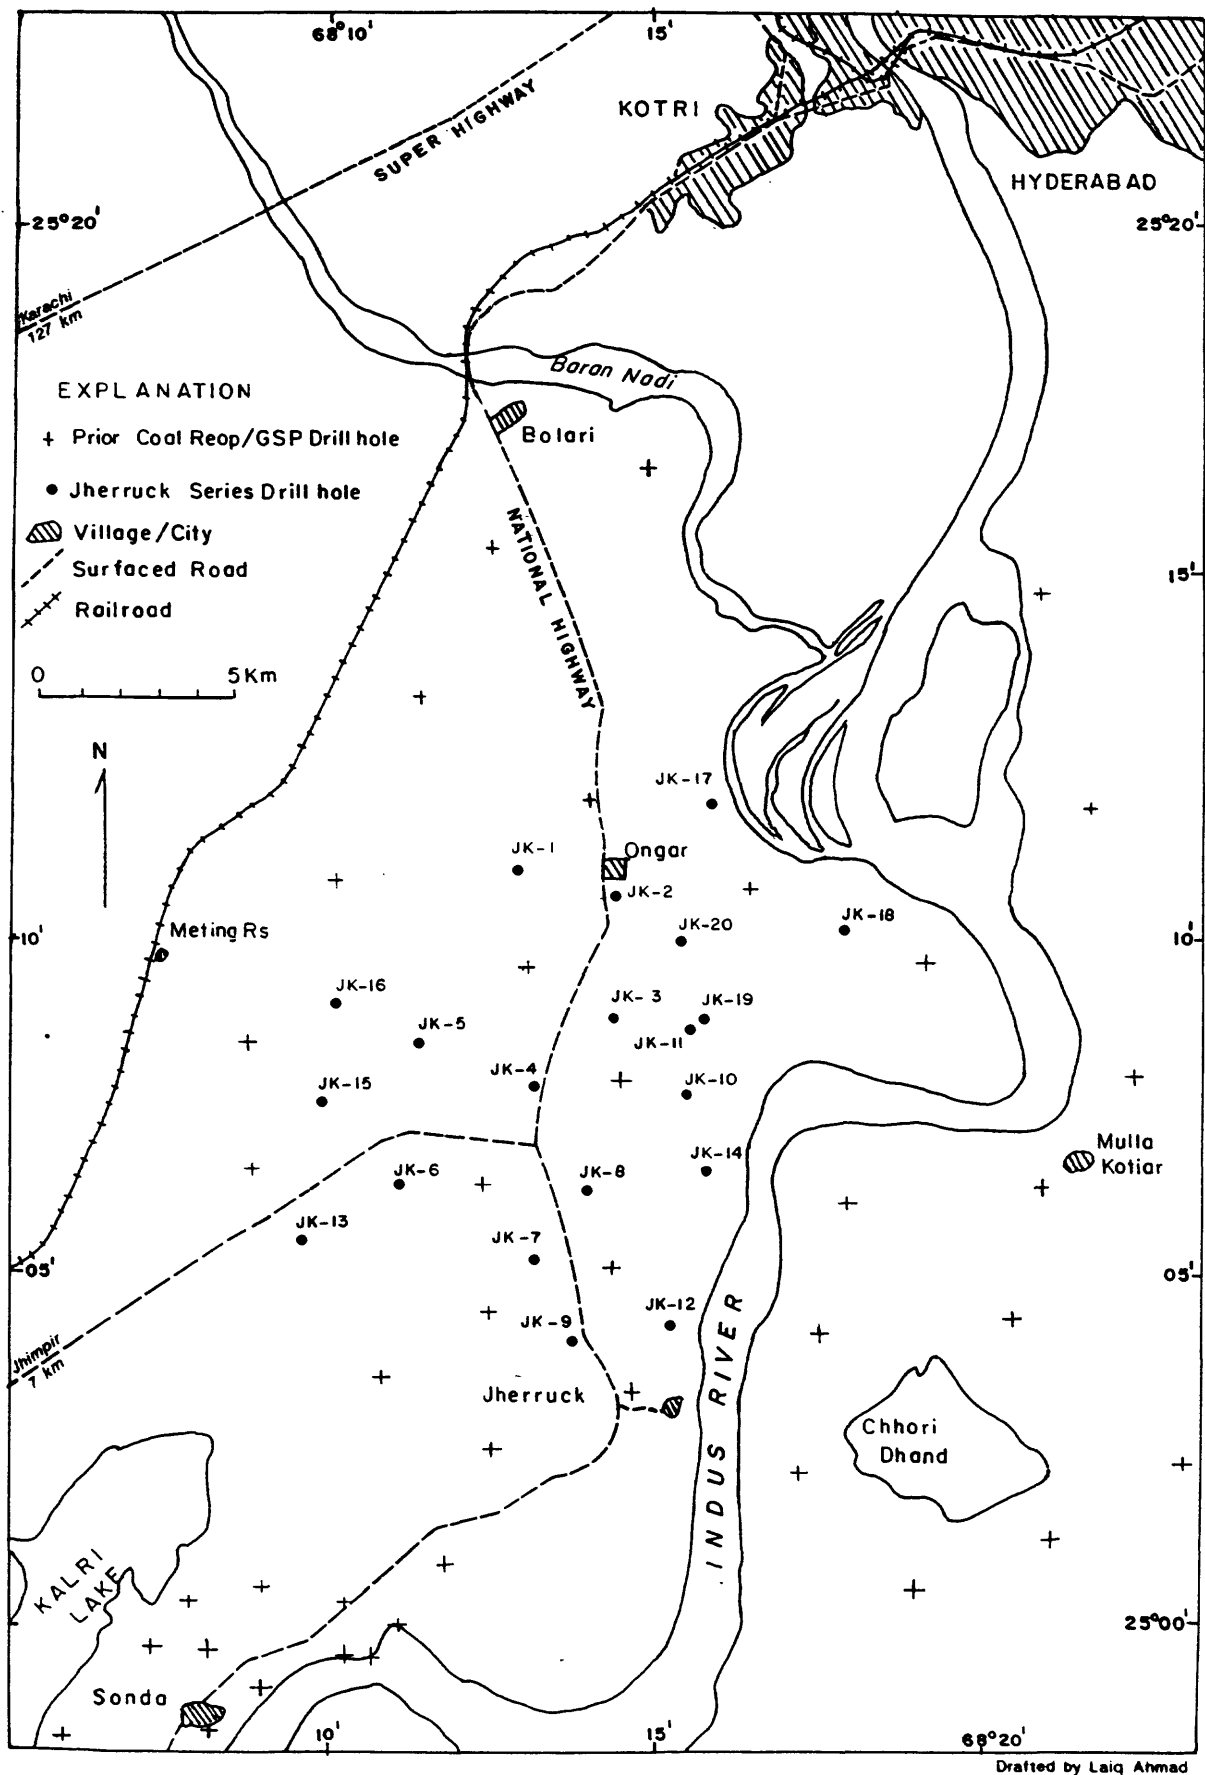 68°10'
15'
KOTRI
SUPER HIGHWAY
HYDERABAD
25°20'
25°20'
Karachi
127 km
Baran Nadi
EXPLANATION
+ Prior Coal Reop/GSP Drill hole
Bolari
Jherruck Series Drill hole
Village/City
Surfaced Road
Railroad
NATIONAL HIGHWAY
15'
0 5 Km
N
JK-17
JK-1
Ongar
JK-2
JK-18
JK-20
Meting Rs
10'
10'
JK-16
JK-3
JK-19
JK-5
JK-11
JK-4
JK-10
JK-15
JK-14
Mulla
Kotiar
JK-6
JK-8
JK-13
JK-7
05'
05'
JK-12
JK-9
Jhimpir
7 km
INDUS RIVER
Jherruck
Chhori
Dhand
KALRI
LAKE
25°00'
Sonda
10'
15'
68°20'
Drafted by Laiq Ahmad